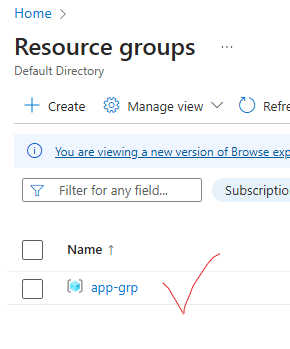 Home >
Resource groups ...
Default Directory
+ Create Manage view Refre
You are viewing a new version of Browse exp
Filter for any field... Subscriptio
Name ↑
app-grp